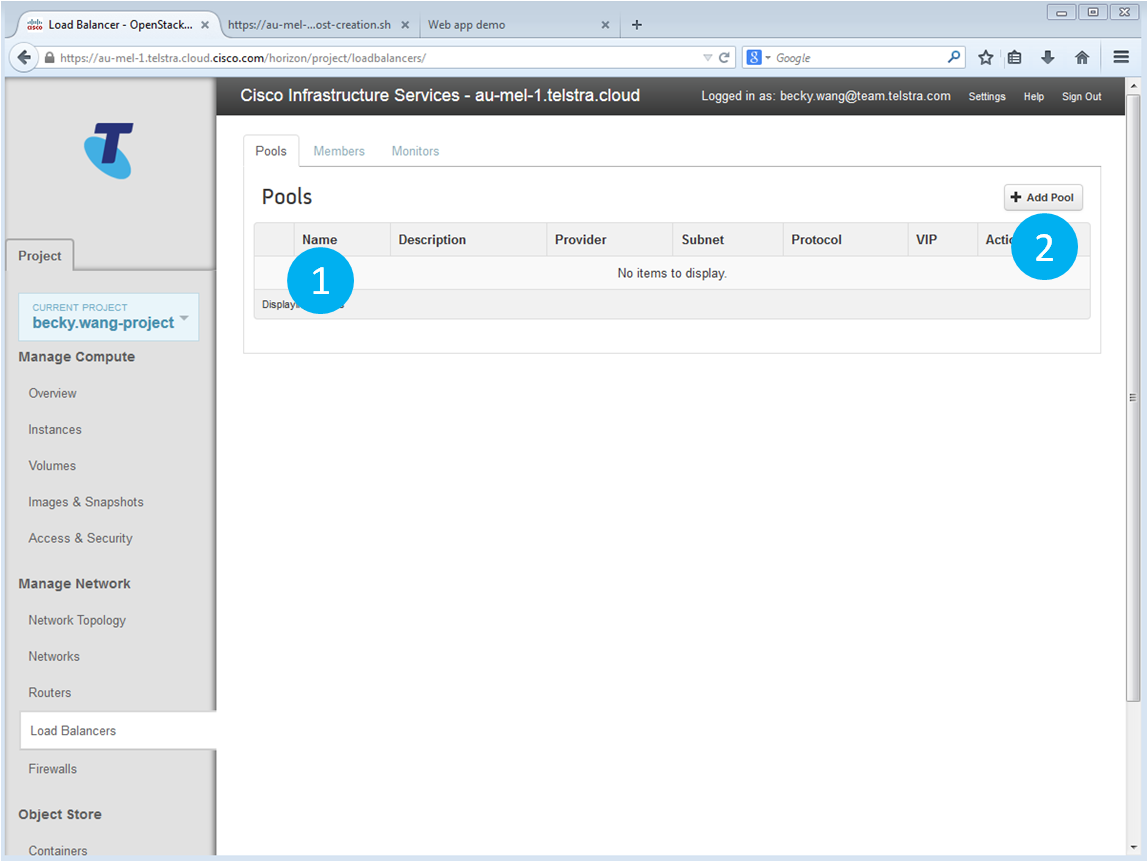 Load Balancer - OpenStack...
https://au-mel-...ost-creation.sh
Web app demo
https://au-mel-1.telstra.cloud.cisco.com/horizon/project/loadbalancers/
Google
Cisco Infrastructure Services - au-mel-1.telstra.cloud
Logged in as: becky.wang@team.telstra.com
Settings
Help
Sign Out
T
Project
CURRENT PROJECT
becky.wang-project
Manage Compute
Overview
Instances
Volumes
Images & Snapshots
Access & Security
Manage Network
Network Topology
Networks
Routers
Load Balancers
Firewalls
Object Store
Containers
Pools
Members
Monitors
Pools
Add Pool
Name
Description
Provider
Subnet
Protocol
VIP
No items to display.
1
2